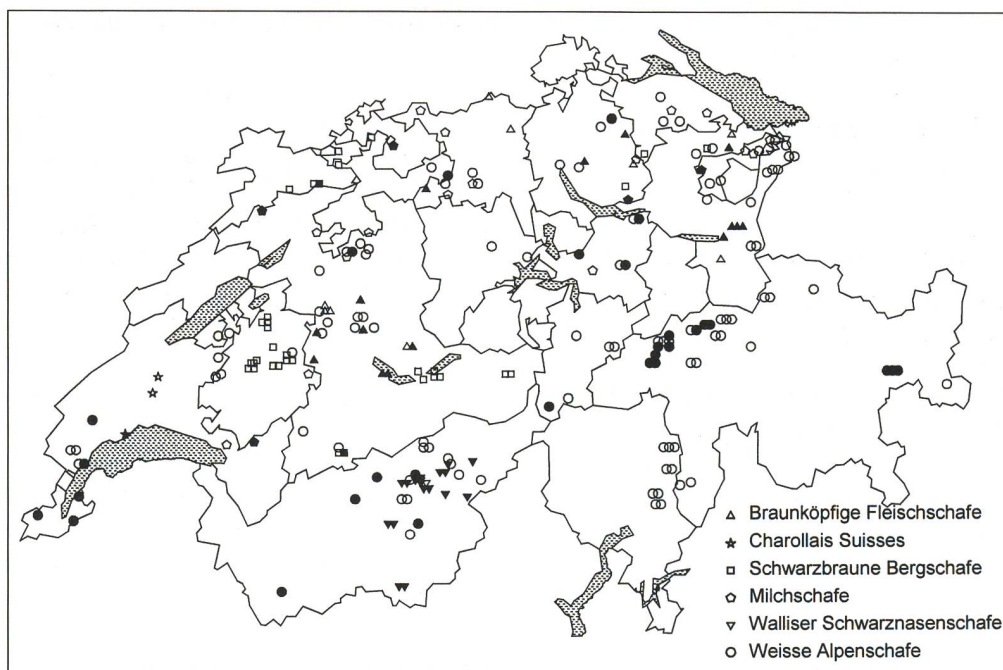 Braunköpfige Fleischschafe
Charollais Suisses
Schwarzbraune Bergschafe
Milchschafe
Walliser Schwarznasenschafe
Weisse Alpenschafe